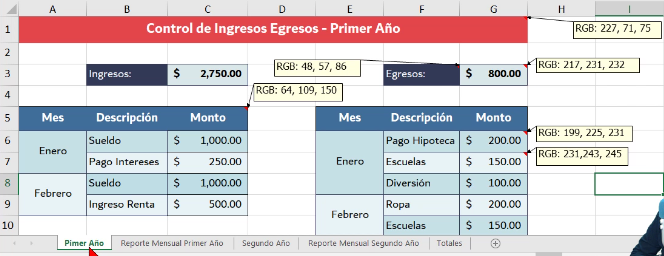 A B C D E F G H I
1 Control de Ingresos Egresos - Primer Año RGB: 227, 71, 75
2
3 Ingresos: $ 2,750.00 RGB: 48, 57, 86 Egresos: $ 800.00 RGB: 217, 231, 232
4 RGB: 64, 109, 150
5 Mes Descripción Monto Mes Descripción Monto
6 Enero Sueldo $ 1,000.00 Enero Pago Hipoteca $ 200.00 RGB: 199, 225, 231
7 Pago Intereses $ 250.00 Escuelas $ 150.00 RGB: 231,243, 245
8 Febrero Sueldo $ 1,000.00 Diversión $ 100.00
9 Ingreso Renta $ 500.00 Febrero Ropa $ 200.00
10 Escuelas $ 150.00
Pimer Año Reporte Mensual Primer Año Segundo Año Reporte Mensual Segundo Año Totales